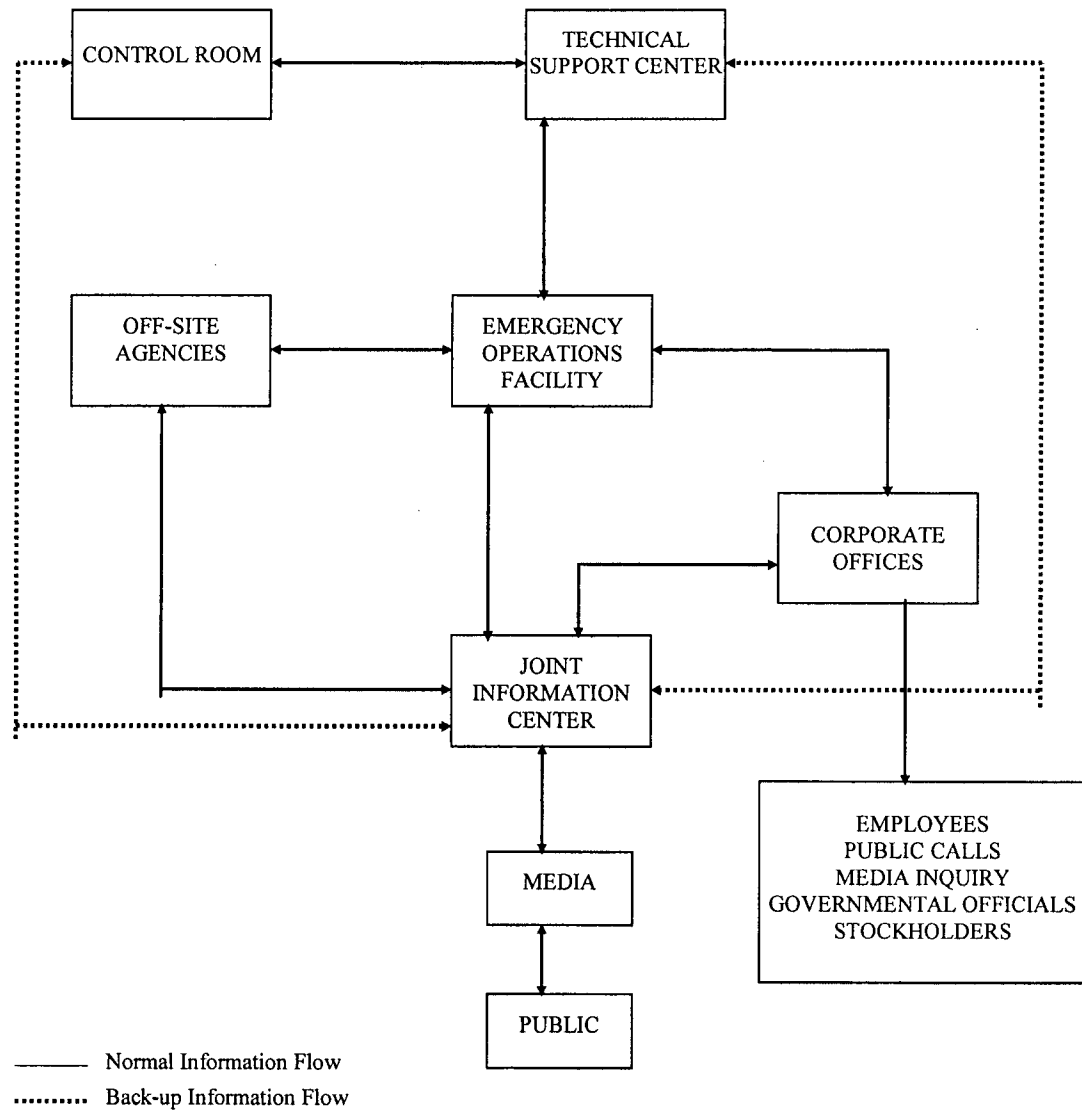 CONTROL ROOM
TECHNICAL
SUPPORT CENTER
OFF-SITE
AGENCIES
EMERGENCY
OPERATIONS
FACILITY
CORPORATE
OFFICES
JOINT
INFORMATION
CENTER
EMPLOYEES
PUBLIC CALLS
MEDIA INQUIRY
GOVERNMENTAL OFFICIALS
STOCKHOLDERS
MEDIA
PUBLIC
Normal Information Flow
Back-up Information Flow